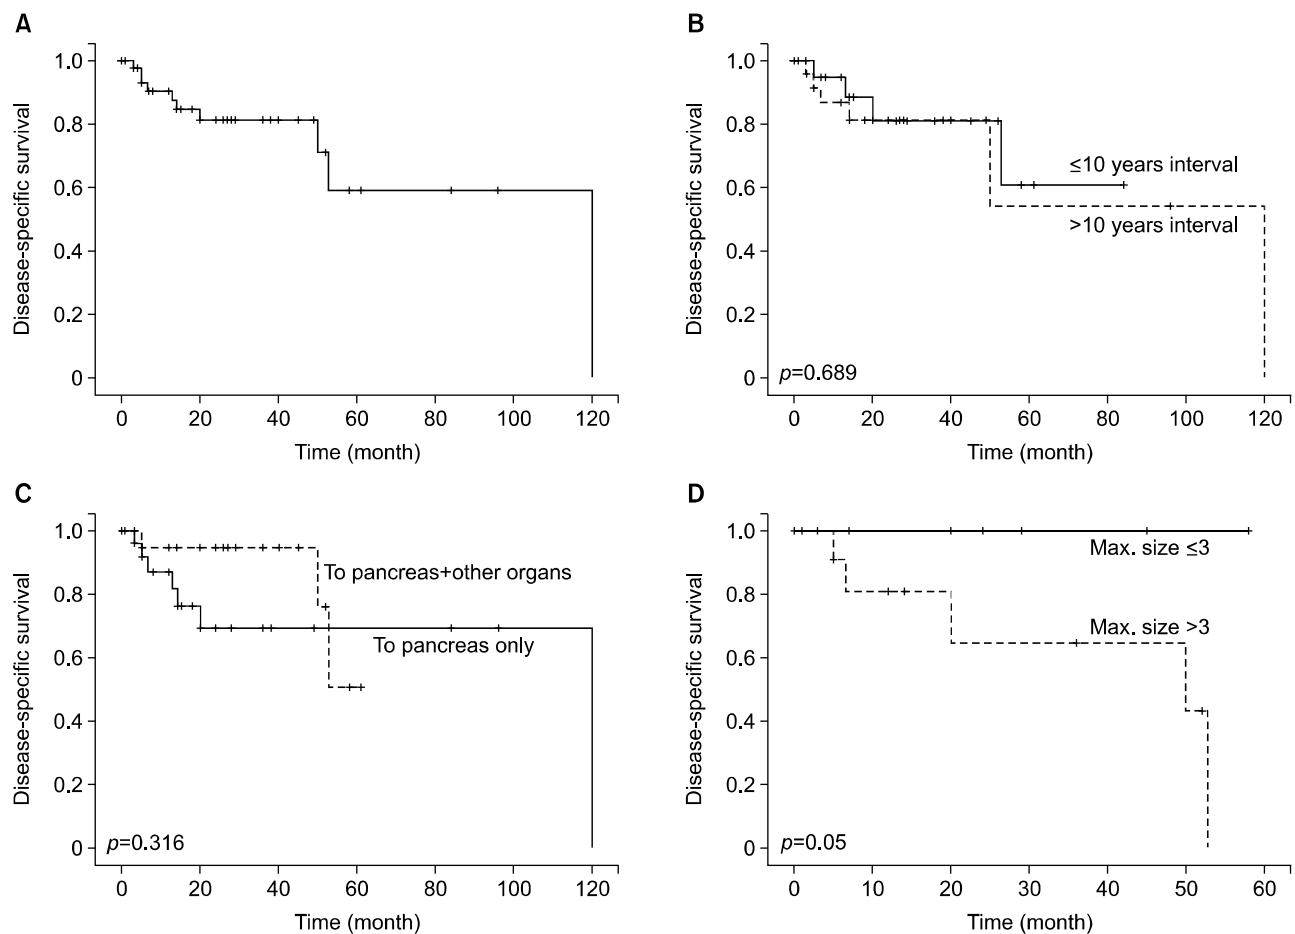 A
Disease-specific survival
1.0
0.8
0.6
0.4
0.2
0
0 20 40 60 80 100 120
Time (month)
B
Disease-specific survival
1.0
0.8
0.6
0.4
0.2
0
≤10 years interval
>10 years interval
p=0.689
0 20 40 60 80 100 120
Time (month)
C
Disease-specific survival
1.0
0.8
0.6
0.4
0.2
0
To pancreas+other organs
To pancreas only
p=0.316
0 20 40 60 80 100 120
Time (month)
D
Disease-specific survival
1.0
0.8
0.6
0.4
0.2
0
Max. size ≤3
Max. size >3
p=0.05
0 10 20 30 40 50 60
Time (month)